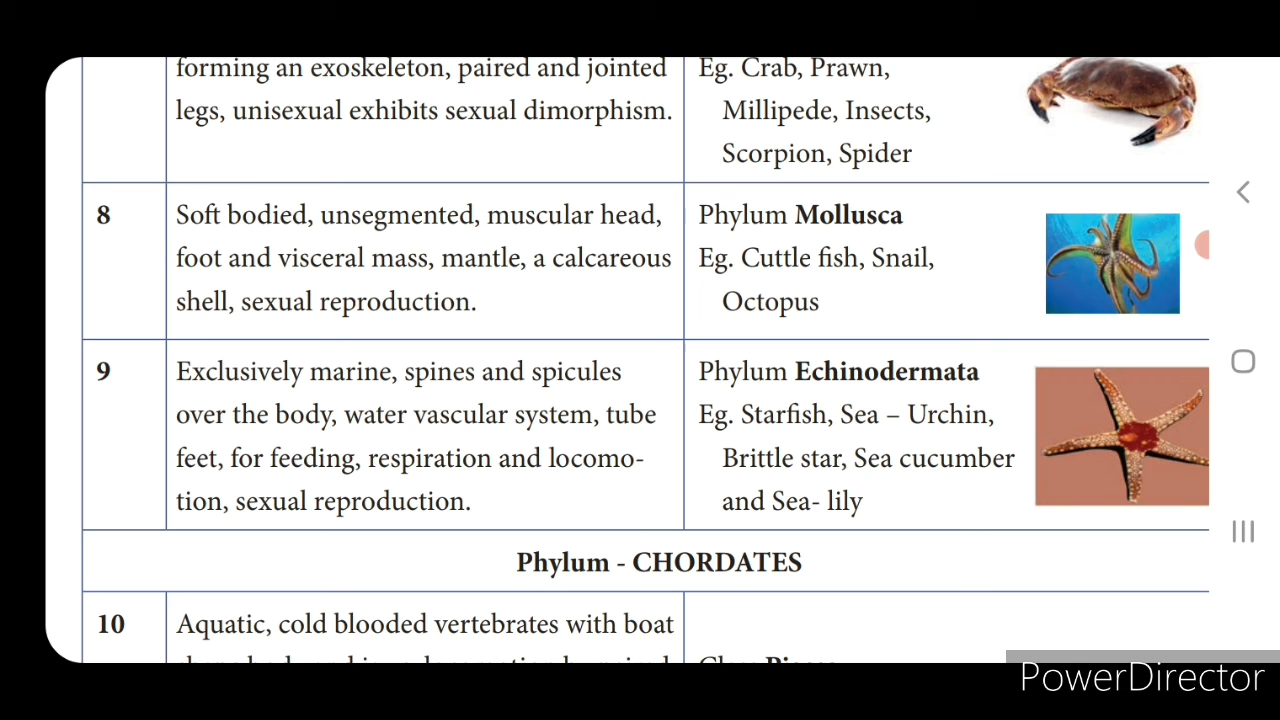 forming an exoskeleton, paired and jointed
legs, unisexual exhibits sexual dimorphism.
Eg. Crab, Prawn,
Millipede, Insects,
Scorpion, Spider
8
Soft bodied, unsegmented, muscular head,
foot and visceral mass, mantle, a calcareous
shell, sexual reproduction.
Phylum Mollusca
Eg. Cuttle fish, Snail,
Octopus
9
Exclusively marine, spines and spicules
over the body, water vascular system, tube
feet, for feeding, respiration and locomo-
tion, sexual reproduction.
Phylum Echinodermata
Eg. Starfish, Sea – Urchin,
Brittle star, Sea cucumber
and Sea- lily
Phylum - CHORDATES
10
Aquatic, cold blooded vertebrates with boat
PowerDirector